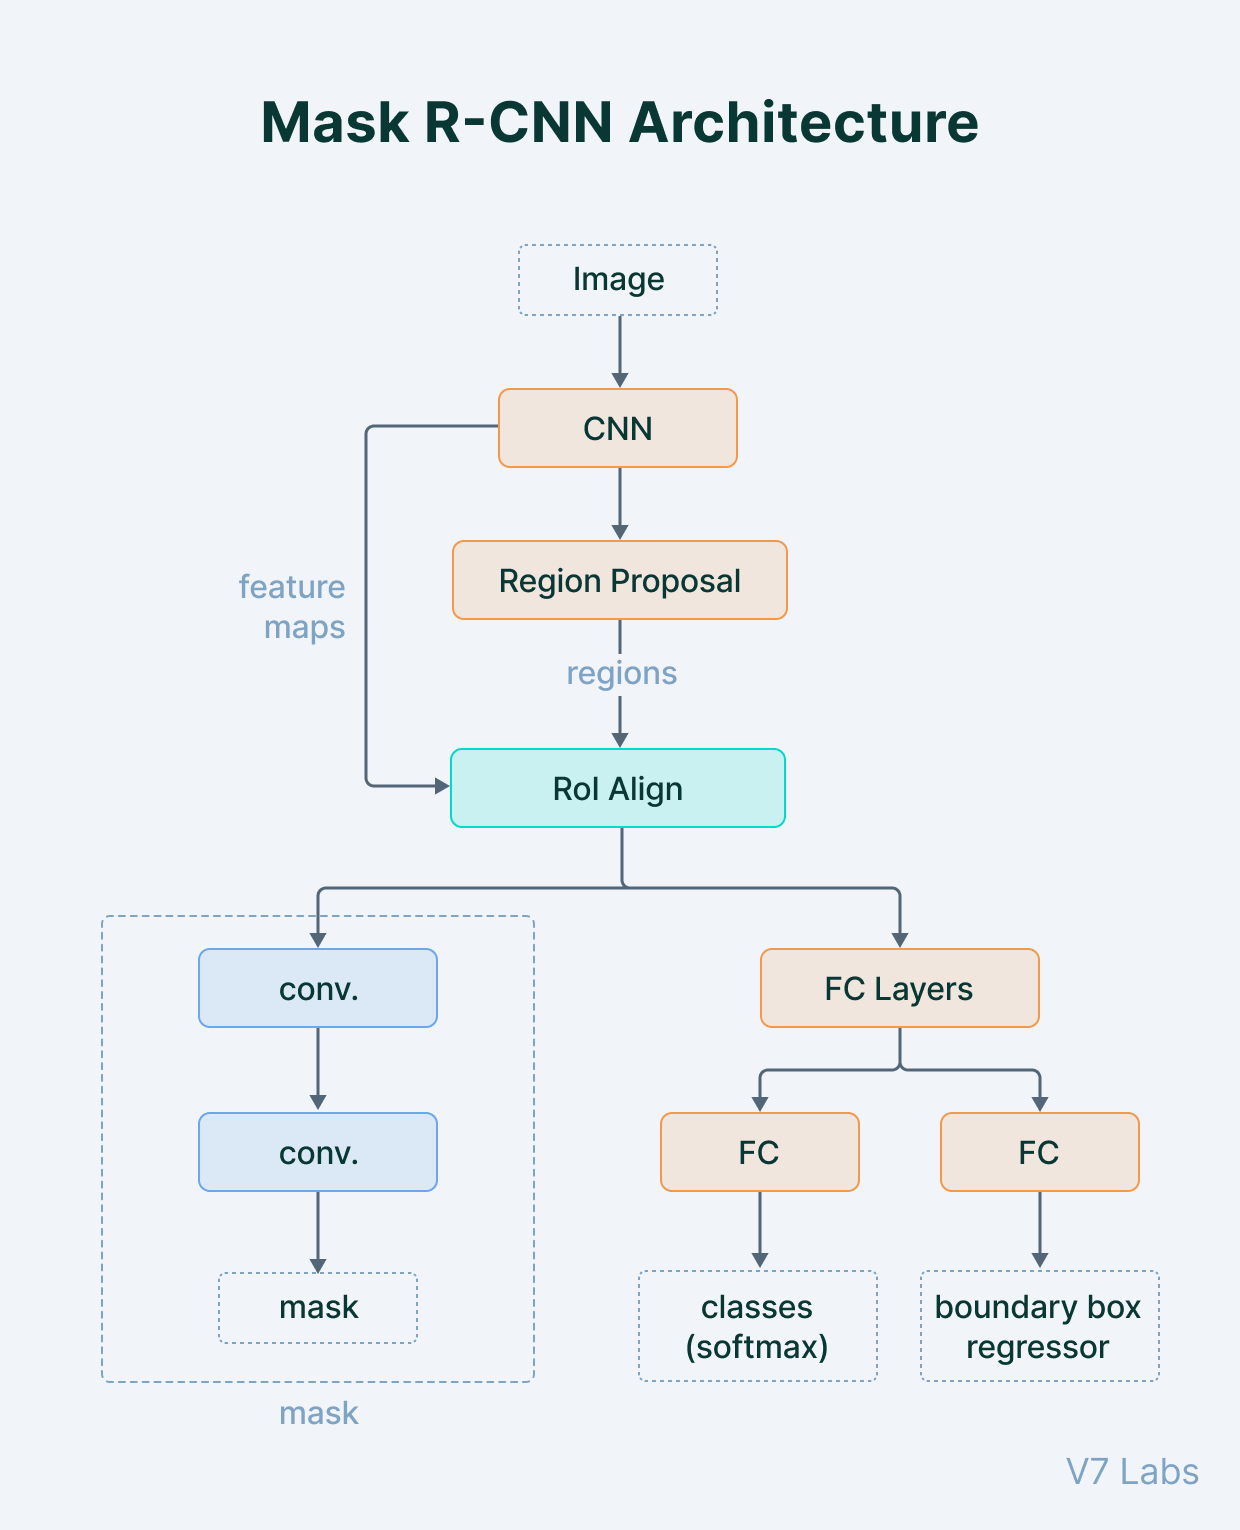 Mask R-CNN Architecture
Image
CNN
Region Proposal
feature
maps
regions
RoI Align
conv.
FC Layers
conv.
FC
FC
mask
classes
(softmax)
boundary box
regressor
mask
V7 Labs